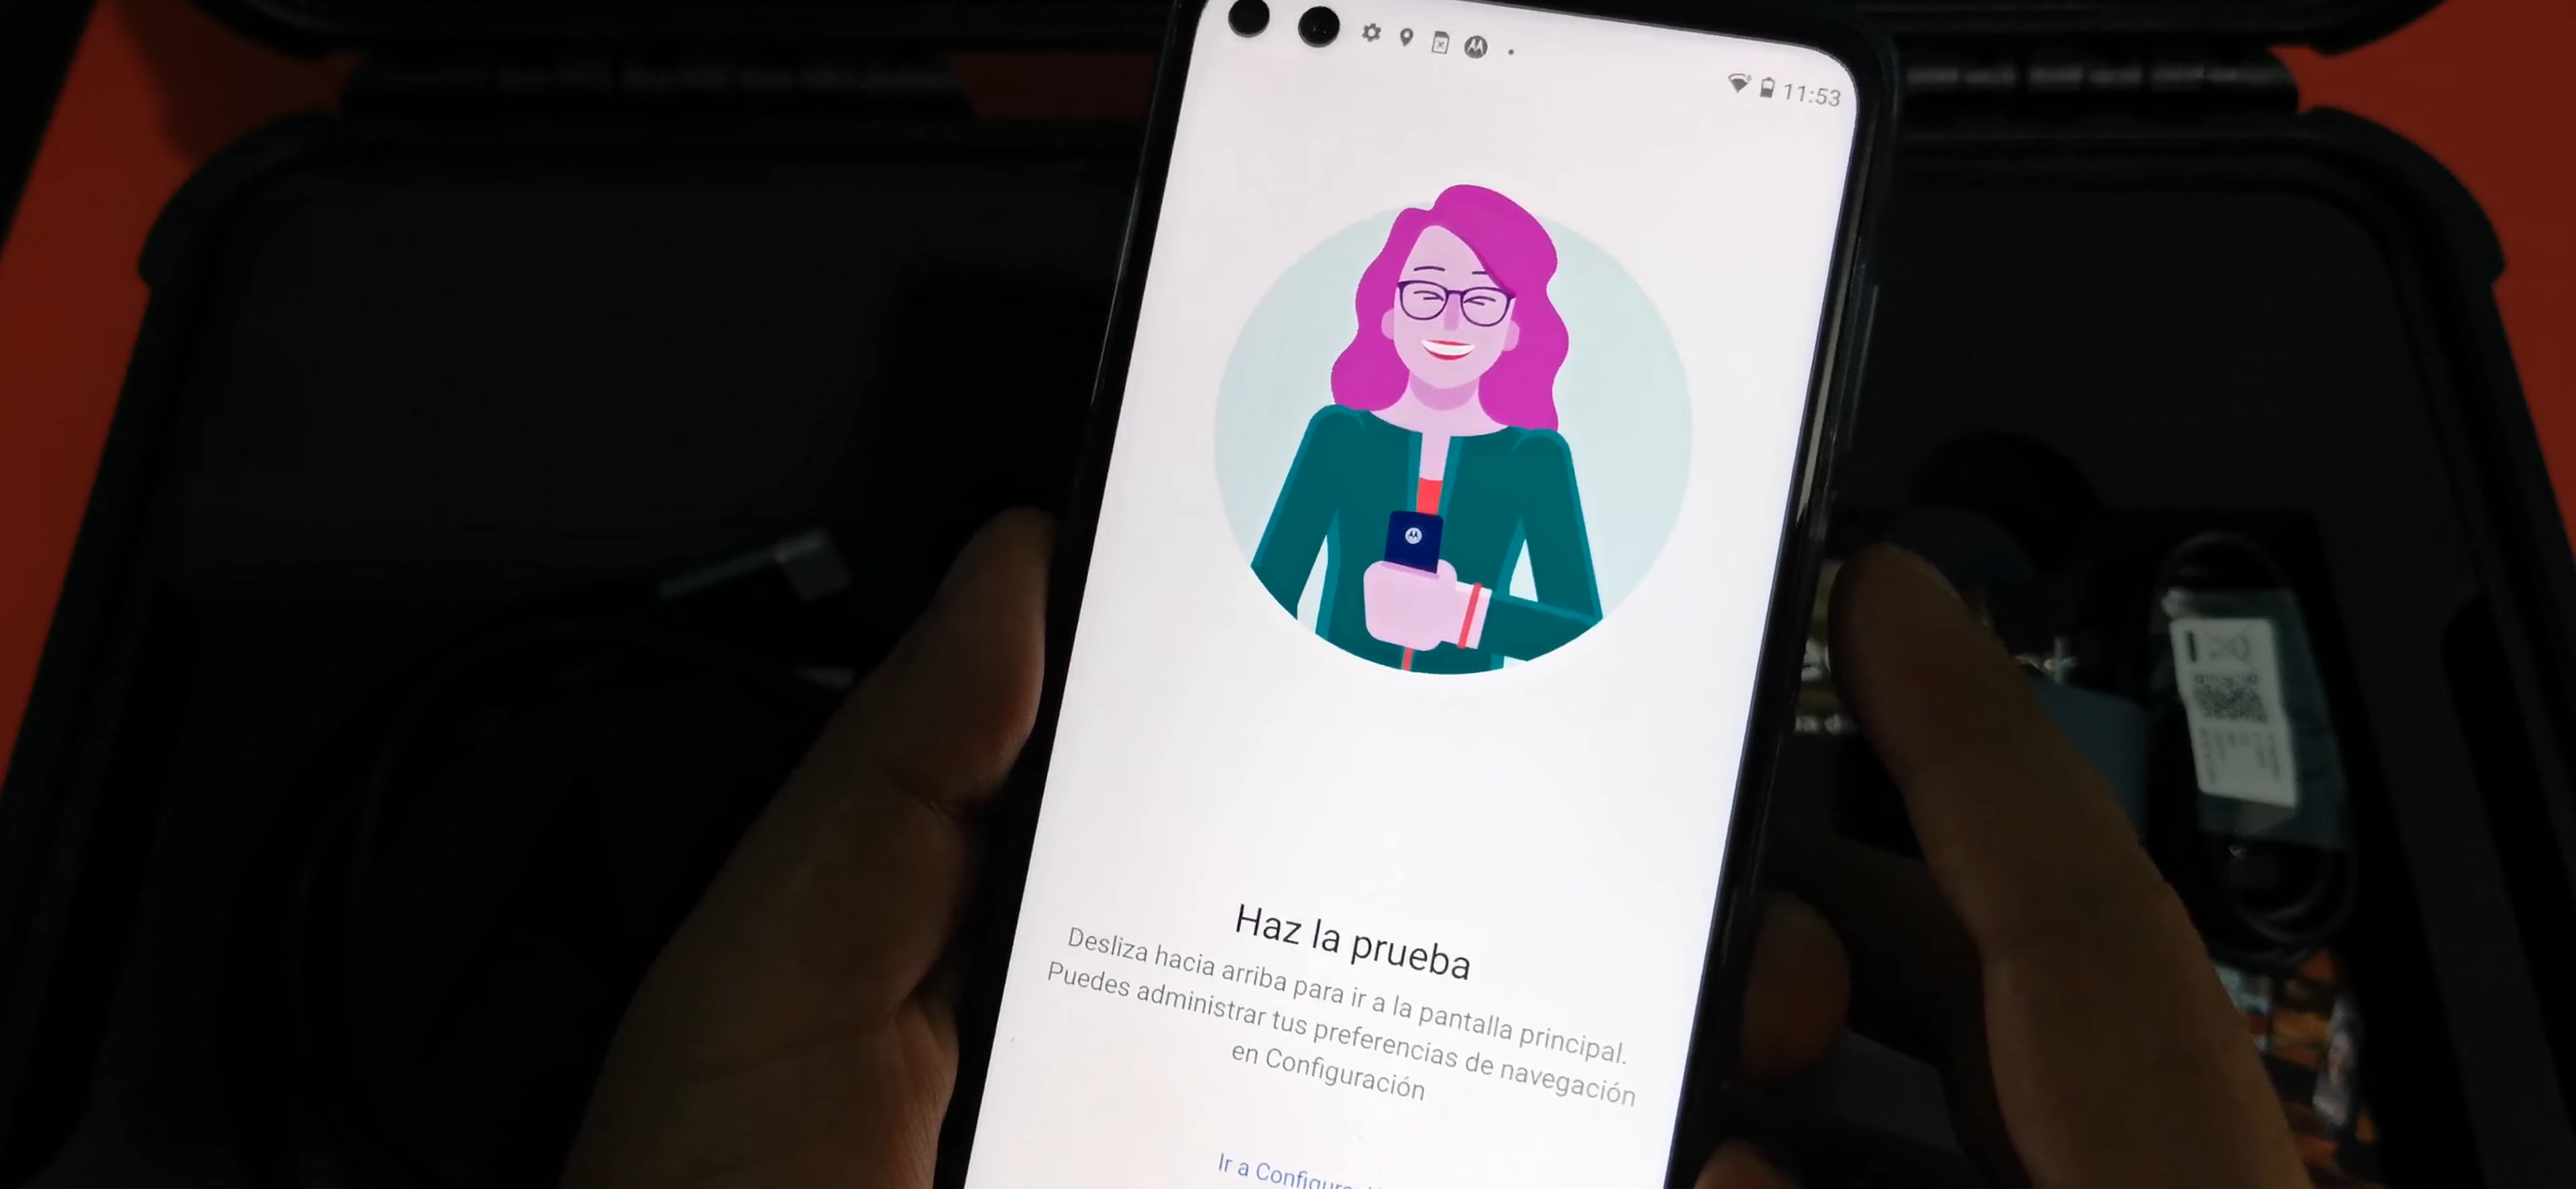 11:53
Haz la prueba
Desliza hacia arriba para ir a la pantalla principal.
Puedes administrar tus preferencias de navegación
en Configuración
Ir a